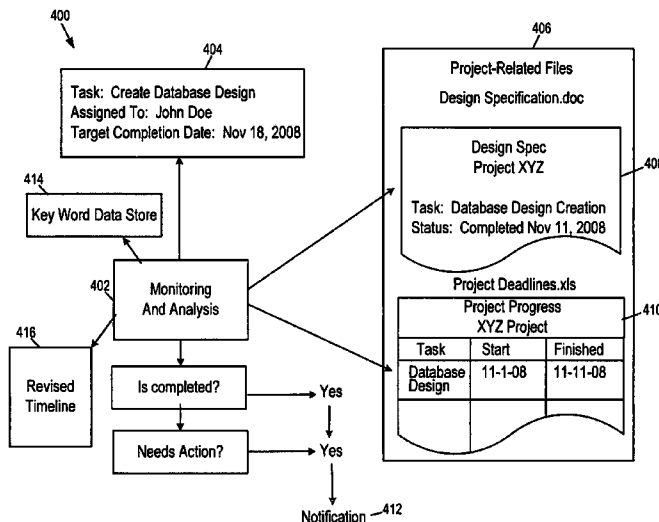 400
404
Task: Create Database Design
Assigned To: John Doe
Target Completion Date: Nov 18, 2008
414
Key Word Data Store
402
Monitoring
And Analysis
416
Revised
Timeline
Is completed?
Yes
Needs Action?
Yes
Notification
412
406
Project-Related Files
Design Specification.doc
Design Spec
Project XYZ
408
Task: Database Design Creation
Status: Completed Nov 11, 2008
Project Deadlines.xls
Project Progress
XYZ Project
410
Task Start Finished
Database 11-1-08 11-11-08
Design